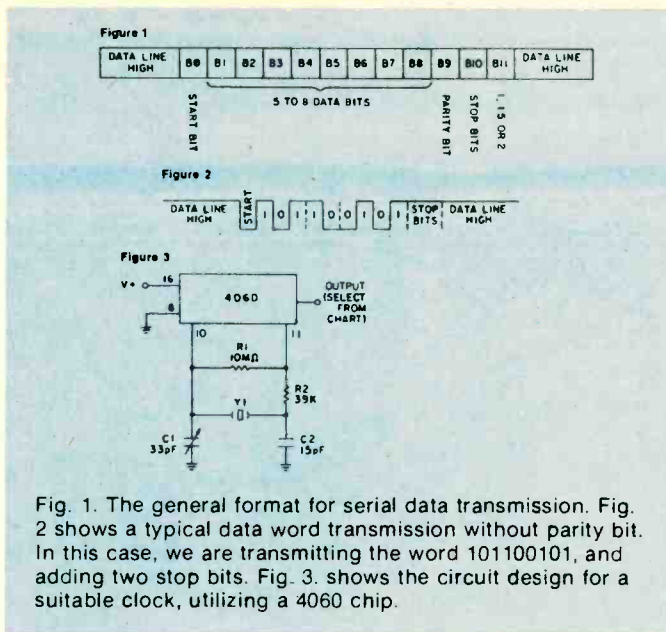 Figure 1
DATA LINE HIGH B0 B1 B2 B3 B4 B5 B6 B7 B8 B9 B10 B11 DATA LINE HIGH
START BIT
5 TO 8 DATA BITS
PARITY BIT
STOP BITS
1, 1.5 OR 2
Figure 2
DATA LINE HIGH START 1 0 1 1 0 0 1 0 1 STOP BITS DATA LINE HIGH
Figure 3
V+ 16
4060
OUTPUT
(SELECT
FROM
CHART)
8
10 11
R1
10MΩ
R2
39K
Y1
C1
33pF
C2
15pF
Fig. 1. The general format for serial data transmission. Fig.
2 shows a typical data word transmission without parity bit.
In this case, we are transmitting the word 101100101, and
adding two stop bits. Fig. 3. shows the circuit design for a
suitable clock, utilizing a 4060 chip.